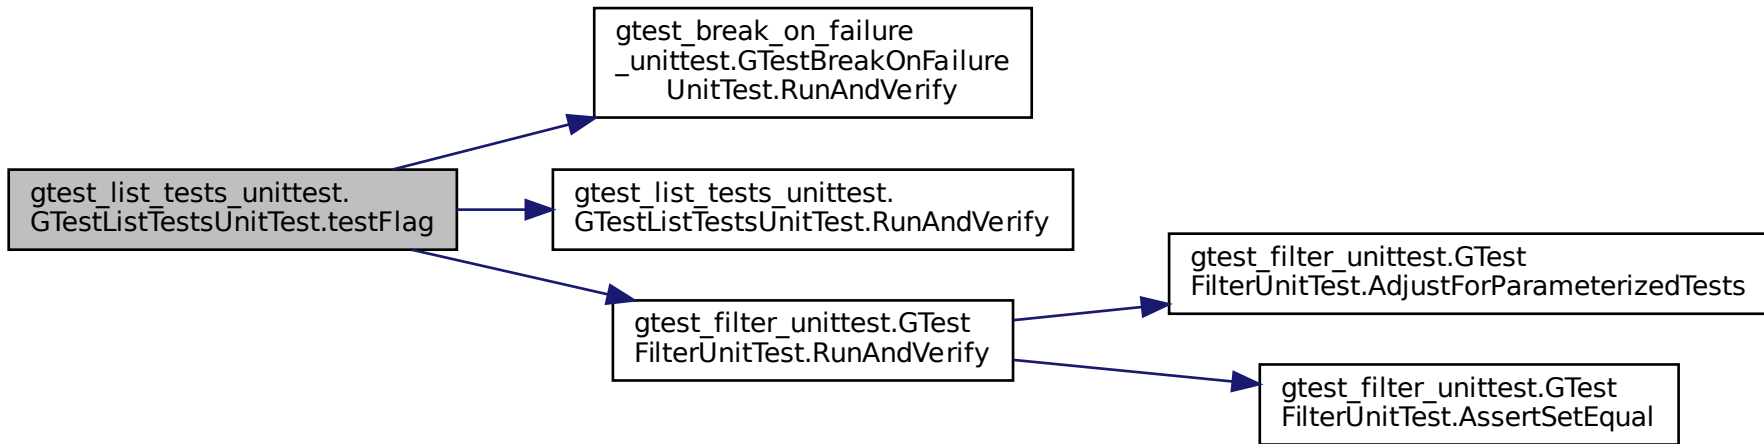 gtest_break_on_failure
_unittest.GTestBreakOnFailure
UnitTest.RunAndVerify
gtest_list_tests_unittest.
GTestListTestsUnitTest.testFlag
gtest_list_tests_unittest.
GTestListTestsUnitTest.RunAndVerify
gtest_filter_unittest.GTest
FilterUnitTest.RunAndVerify
gtest_filter_unittest.GTest
FilterUnitTest.AdjustForParameterizedTests
gtest_filter_unittest.GTest
FilterUnitTest.AssertSetEqual